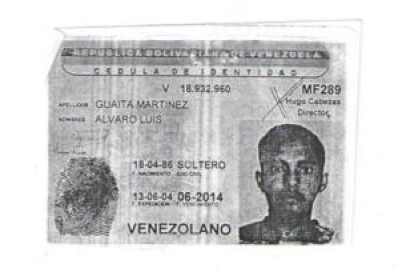 REPUBLICA BOLIVARIANA DE VENEZUELA
CEDULA DE IDENTIDAD
V 18.932.960 MF289
APELLIDOS GUAITA MARTINEZ
NOMBRES ALVARO LUIS
Hugo Cabezas
Director
18-04-86 SOLTERO
F. NACIMIENTO EDO CIVIL
13-06-04 06-2014
F. EXPEDICION F. VENCIMIENTO
VENEZOLANO